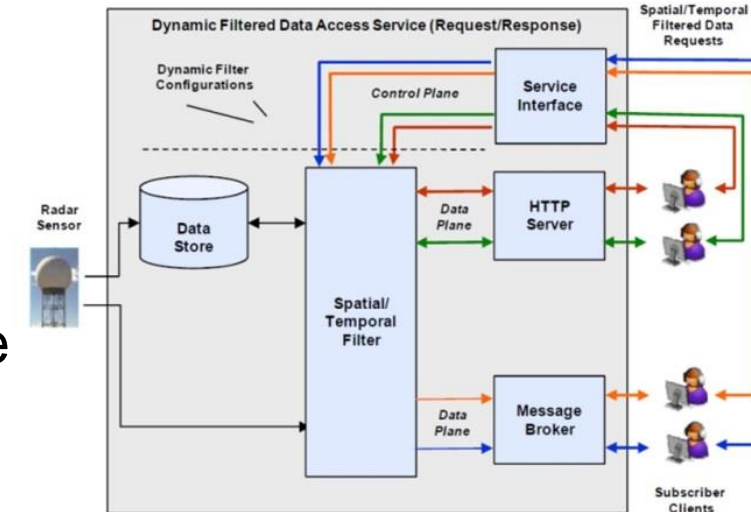 Dynamic Filtered Data Access Service (Request/Response)
Spatial/Temporal
Filtered Data
Requests
Dynamic Filter
Configurations
Control Plane
Service
Interface
Radar
Sensor
Data
Store
Data
Plane
HTTP
Server
Spatial/
Temporal
Filter
e
Data
Plane
Message
Broker
Subscriber
Clients